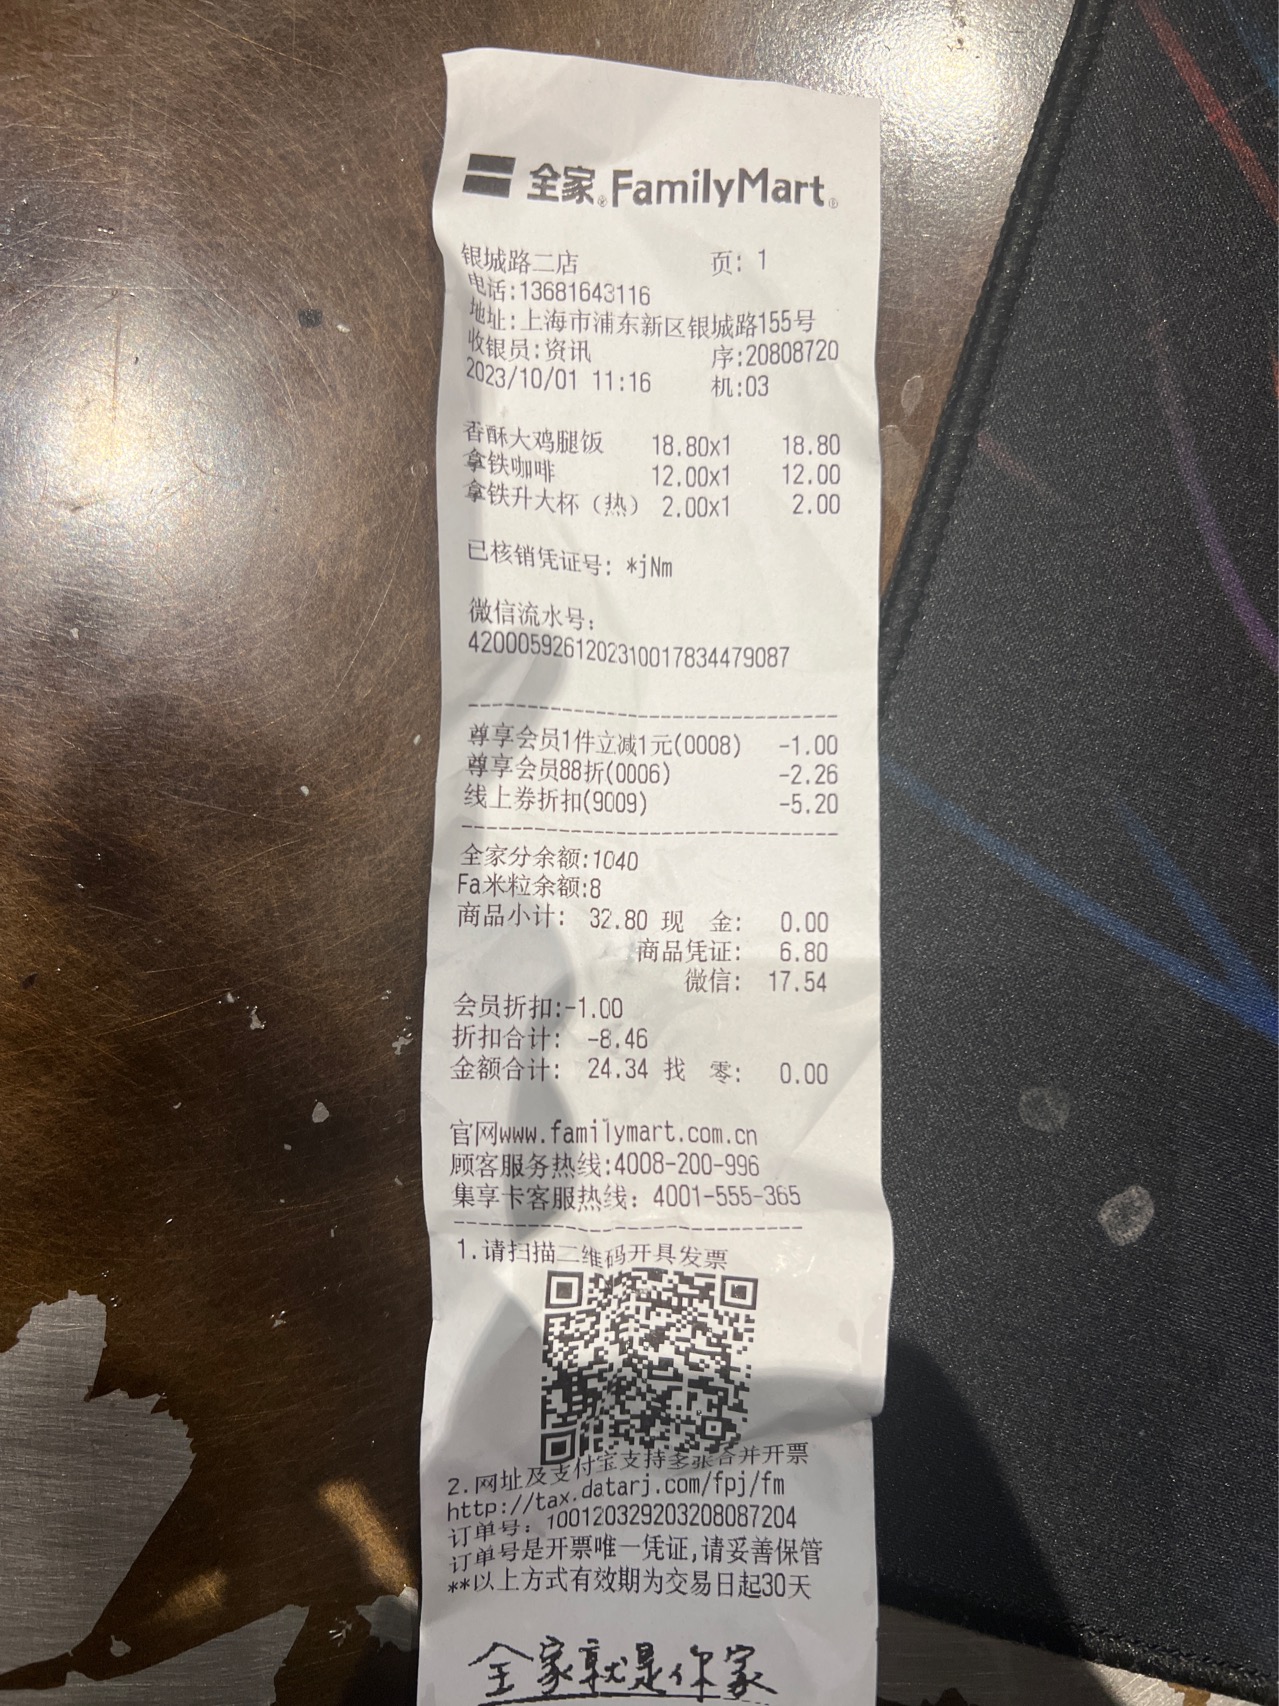 全家® FamilyMart®
银城路二店 页: 1
电话:13681643116
地址:上海市浦东新区银城路155号
收银员:资讯 序:20808720
2023/10/01 11:16 机:03
香酥大鸡腿饭 18.80x1 18.80
拿铁咖啡 12.00x1 12.00
拿铁升大杯（热） 2.00x1 2.00
已核销凭证号: *jNm
微信流水号:
4200059261202310017834479087
尊享会员1件立减1元(0008) -1.00
尊享会员88折(0006) -2.26
线上券折扣(9009) -5.20
全家分余额:1040
Fa米粒余额:8
商品小计: 32.80 现 金: 0.00
商品凭证: 6.80
微信: 17.54
会员折扣:-1.00
折扣合计: -8.46
金额合计: 24.34 找 零: 0.00
官网www.familymart.com.cn
顾客服务热线:4008-200-996
集享卡客服热线: 4001-555-365
1.请扫描二维码开具发票
2.网址及支付宝支持多张合并开票
http://tax.datarj.com/fpj/fm
订单号: 100120329203208087204
订单号是开票唯一凭证,请妥善保管
**以上方式有效期为交易日起30天
全家就是你家